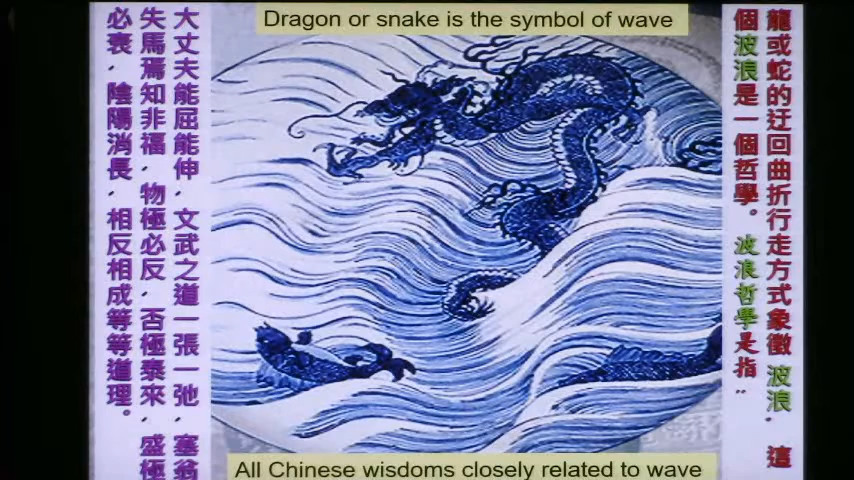 Dragon or snake is the symbol of wave
龍或蛇的迂回曲折行走方式象徵波浪，這
個波浪是一個哲學。波浪哲學是指“
大丈夫能屈能伸，文武之道一張一弛，塞翁
失馬焉知非福，物極必反，否極泰來，盛極
必衰，陰陽消長，相反相成等等道理。
All Chinese wisdoms closely related to wave